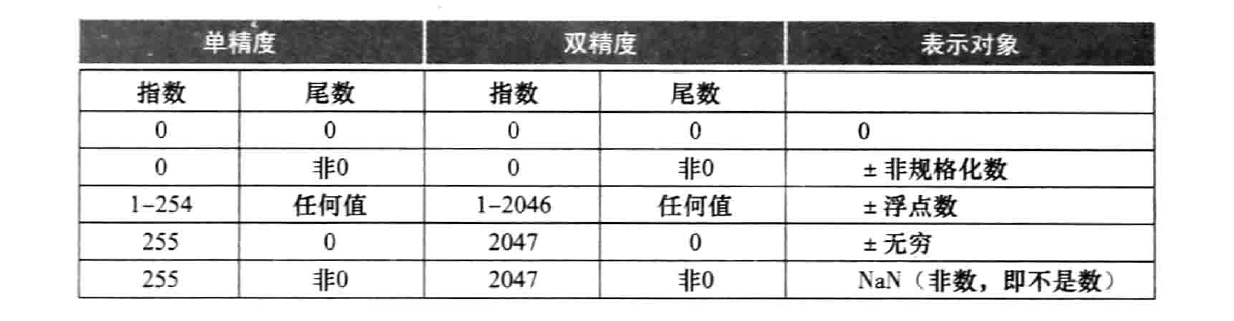 单精度 双精度 表示对象
指数 尾数 指数 尾数
0 0 0 0 0
0 非0 0 非0 ±非规格化数
1-254 任何值 1-2046 任何值 ±浮点数
255 0 2047 0 ±无穷
255 非0 2047 非0 NaN（非数，即不是数）